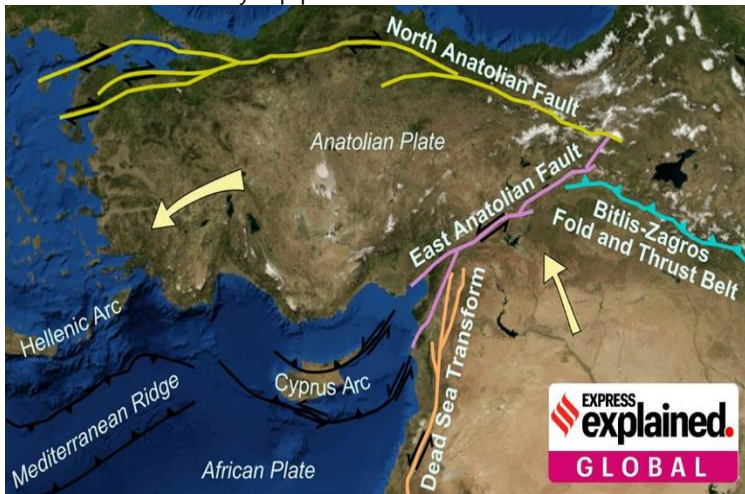 North Anatolian Fault
Anatolian Plate
East Anatolian Fault
Bitlis-Zagros
Fold and Thrust Belt
Hellenic Arc
Cyprus Arc
Dead Sea Transform
Mediterranean Ridge
African Plate
EXPRESS
explained.
GLOBAL